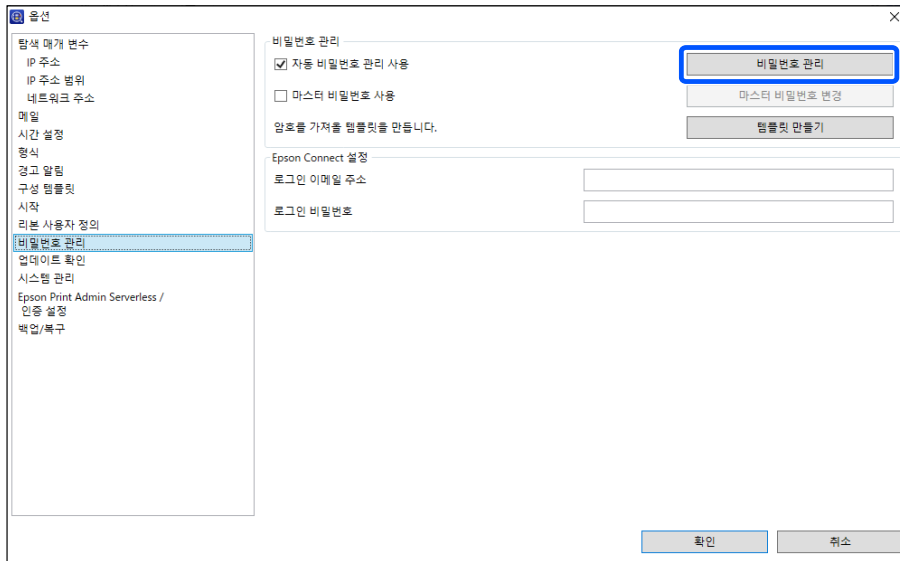 옵션
탐색 매개 변수
IP 주소
IP 주소 범위
네트워크 주소
메일
시간 설정
형식
경고 알림
구성 템플릿
시작
리본 사용자 정의
비밀번호 관리
업데이트 확인
시스템 관리
Epson Print Admin Serverless /
인증 설정
백업/복구
비밀번호 관리
자동 비밀번호 관리 사용
비밀번호 관리
마스터 비밀번호 사용
마스터 비밀번호 변경
암호를 가져올 템플릿을 만듭니다.
템플릿 만들기
Epson Connect 설정
로그인 이메일 주소
로그인 비밀번호
확인
취소